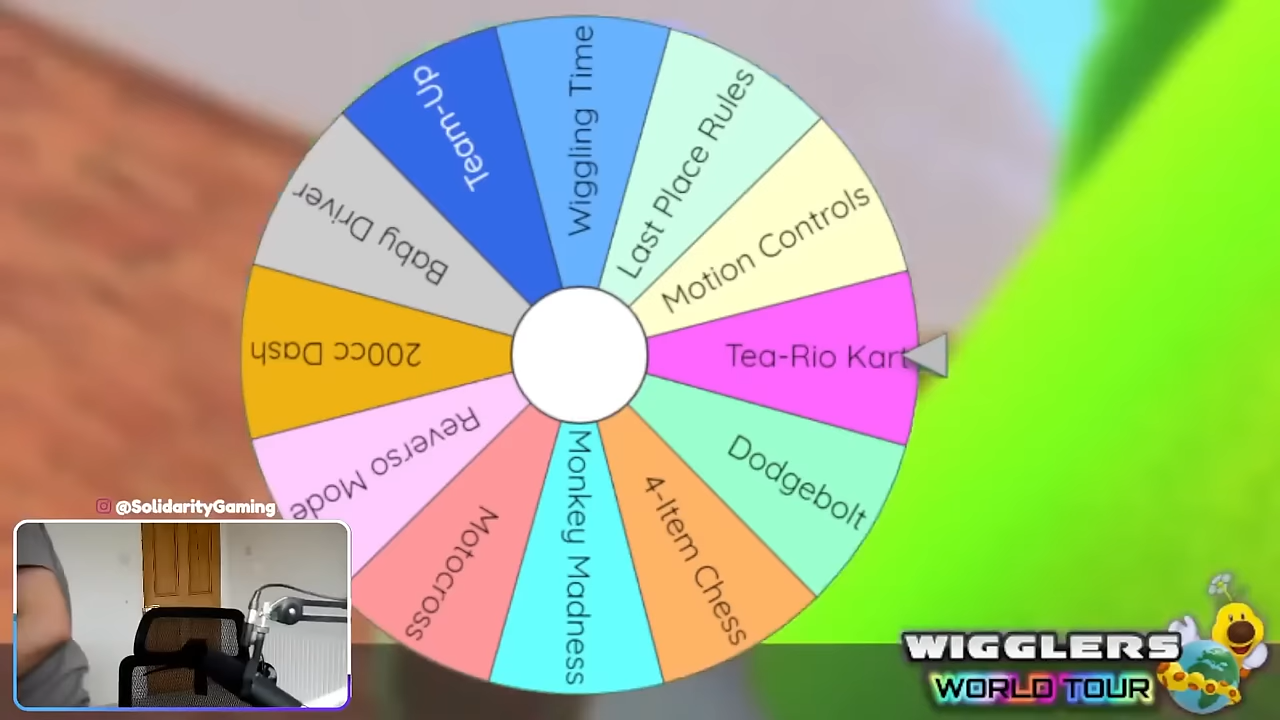 Wiggling Time
Last Place Rules
Motion Controls
Tea-Rio Kart
Dodgebolt
4-Item Chess
Monkey Madness
Motocross
Reverso Mode
200cc Dash
Baby Driver
Team-Up
@SolidarityGaming
WIGGLERS
WORLD TOUR